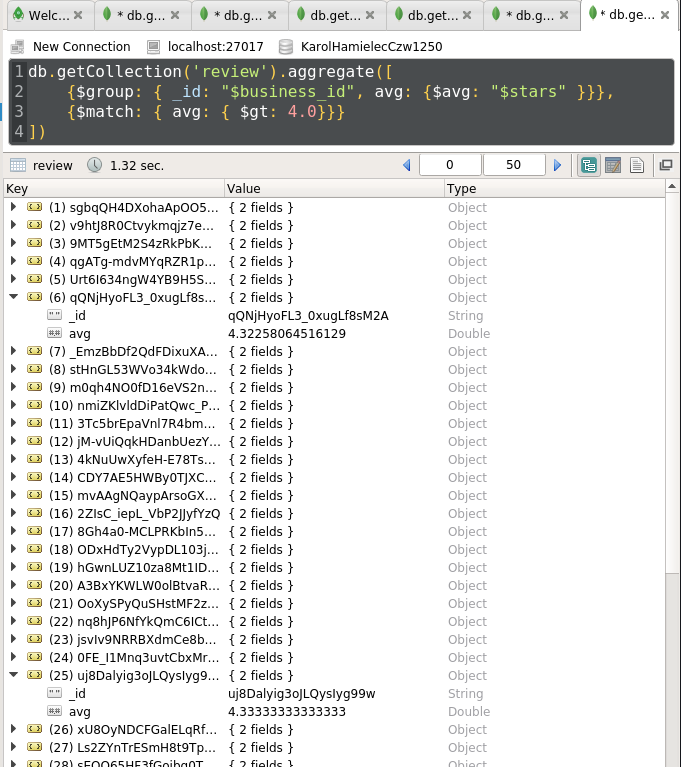 Welc... * db.g... * db.g... db.get... db.get... * db.gs... * db.ge...
New Connection localhost:27017 KarolHamielecCzw1250
1 db.getCollection('review').aggregate([
2 {$group: { _id: "$business_id", avg: {$avg: "$stars" }}},
3 {$match: { avg: { $gt: 4.0}}}
4 ])
review 1.32 sec. 0 50
Key Value Type
(1) sgbqQH4DXohaApOO5... { 2 fields } Object
(2) v9htJ8R0Ctvykmqjz7e... { 2 fields } Object
(3) 9MT5gEtM2S4zRkPbK... { 2 fields } Object
(4) qgATg-mdvMYqRZR1p... { 2 fields } Object
(5) Urt6I634ngW4YB9H5S... { 2 fields } Object
(6) qQNjHyoFL3_0xugLf8s... { 2 fields } Object
_id qQNjHyoFL3_0xugLf8sM2A String
avg 4.32258064516129 Double
(7) _EmzBbDf2QdFDixuXA... { 2 fields } Object
(8) stHnGL53WVo34kWdo... { 2 fields } Object
(9) m0qh4NO0fD16eVS2n... { 2 fields } Object
(10) nmiZKlvldDiPatQwc_P... { 2 fields } Object
(11) 3Tc5brEpaVnl7R4bm... { 2 fields } Object
(12) jM-vUiQqkHDanbUezY... { 2 fields } Object
(13) 4kNuUwXyfeH-E78Ts... { 2 fields } Object
(14) CDY7AE5HWBy0TJXC... { 2 fields } Object
(15) mvAAgNQaypArsoGX... { 2 fields } Object
(16) 2ZIsC_iepL_VbP2JJyfYzQ { 2 fields } Object
(17) 8Gh4a0-MCLPRKbIn5... { 2 fields } Object
(18) ODxHdTy2VypDL103j... { 2 fields } Object
(19) hGwnLUZ10za8Mt1ID... { 2 fields } Object
(20) A3BxYKWLW0olBtvaR... { 2 fields } Object
(21) OoXySPyQuSHstMF2z... { 2 fields } Object
(22) nq8hJP6NfYkQmC6ICt... { 2 fields } Object
(23) jsvIv9NRRBXdmCe8b... { 2 fields } Object
(24) 0FE_I1Mnq3uvtCbxMr... { 2 fields } Object
(25) uj8Dalyig3oJLQysIyg9... { 2 fields } Object
_id uj8Dalyig3oJLQysIyg99w String
avg 4.33333333333333 Double
(26) xU8OyNDCFGalELqRf... { 2 fields } Object
(27) Ls2ZYnTrESmH8t9Tp... { 2 fields } Object
(28) { 2 fields } Object